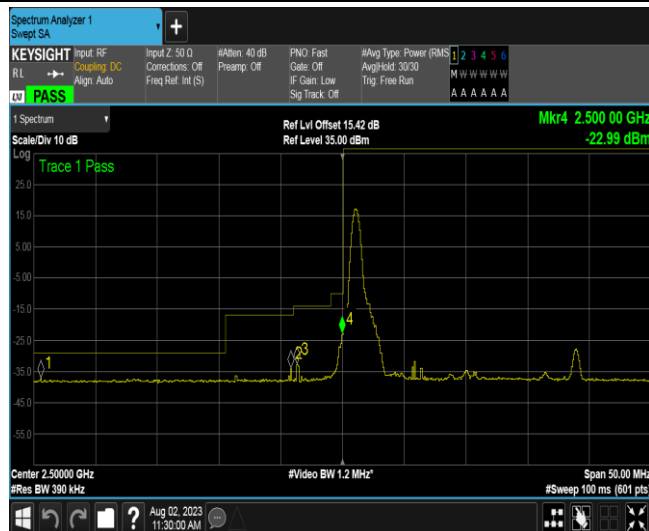 Spectrum Analyzer 1
Swept SA
KEYSIGHT
RL
LXI PASS
Input: RF
Coupling: DC
Align: Auto
Input Z: 50 Ω
Corrections: Off
Freq Ref: Int (S)
#Atten: 40 dB
Preamp: Off
PNO: Fast
Gate: Off
IF Gain: Low
Sig Track: Off
#Avg Type: Power (RMS
Avg|Hold: 30/30
Trig: Free Run
1 2 3 4 5 6
M W W W W W
A A A A A A
1 Spectrum
Scale/Div 10 dB
Ref Lvl Offset 15.42 dB
Ref Level 35.00 dBm
Mkr4 2.500 00 GHz
-22.99 dBm
Log
Trace 1 Pass
25.0
15.0
5.00
-5.00
-15.0
-25.0
-35.0
-45.0
-55.0
1
2
3
4
Center 2.50000 GHz
#Res BW 390 kHz
#Video BW 1.2 MHz*
Span 50.00 MHz
#Sweep 100 ms (601 pts)
?
Aug 02, 2023
11:30:00 AM